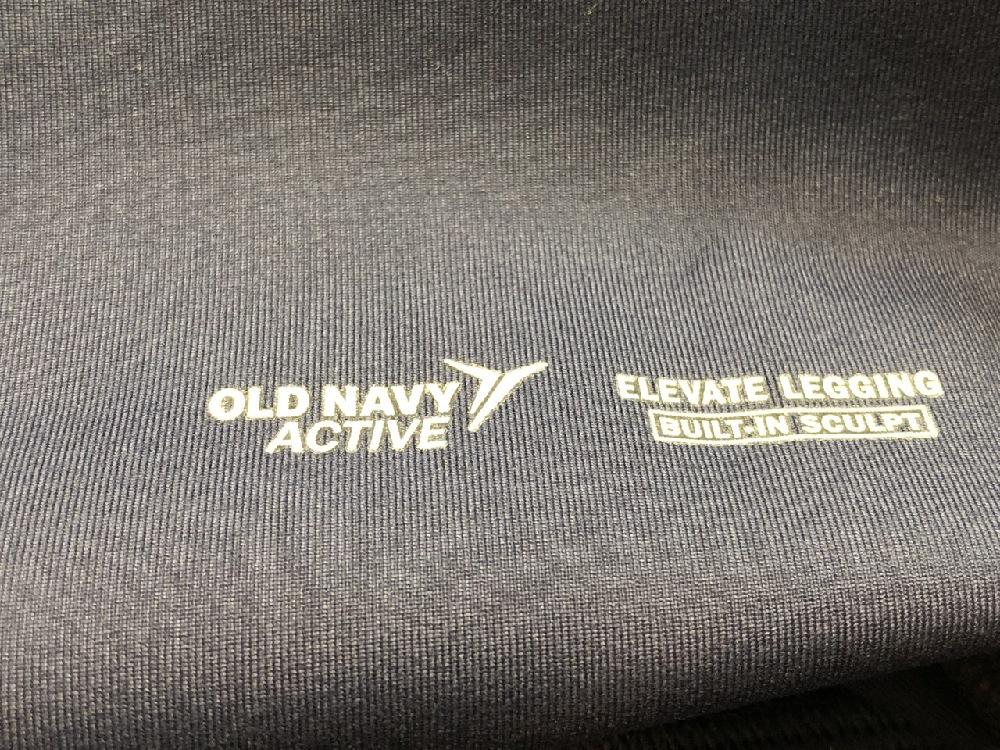 OLD NAVY
ACTIVE
ELEVATE LEGGING
BUILT-IN SCULPT